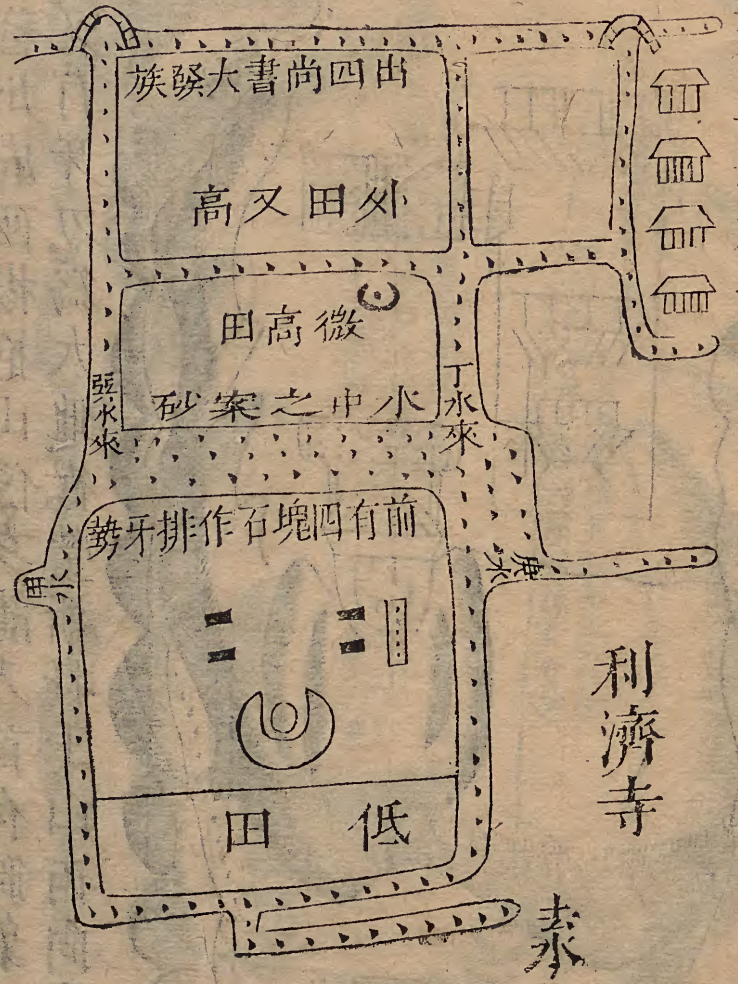 出四尚書大發族
外田又高
微高田
水中之案砂
丁水來
巽水來
前有四塊石作排牙勢
庚水
甲水
利濟寺
低田
去水